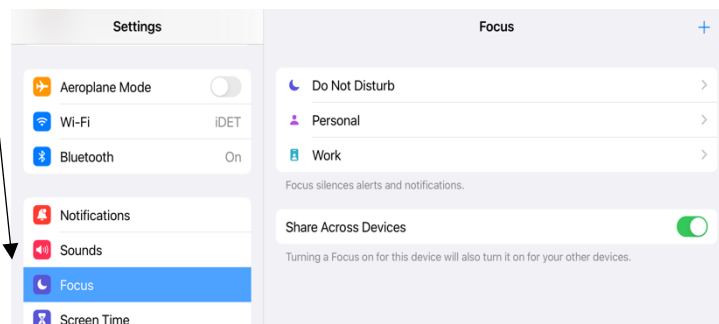 Settings
Aeroplane Mode
Wi-Fi iDET
Bluetooth On
Notifications
Sounds
Focus
Screen Time
Focus
Do Not Disturb
Personal
Work
Focus silences alerts and notifications.
Share Across Devices
Turning a Focus on for this device will also turn it on for your other devices.